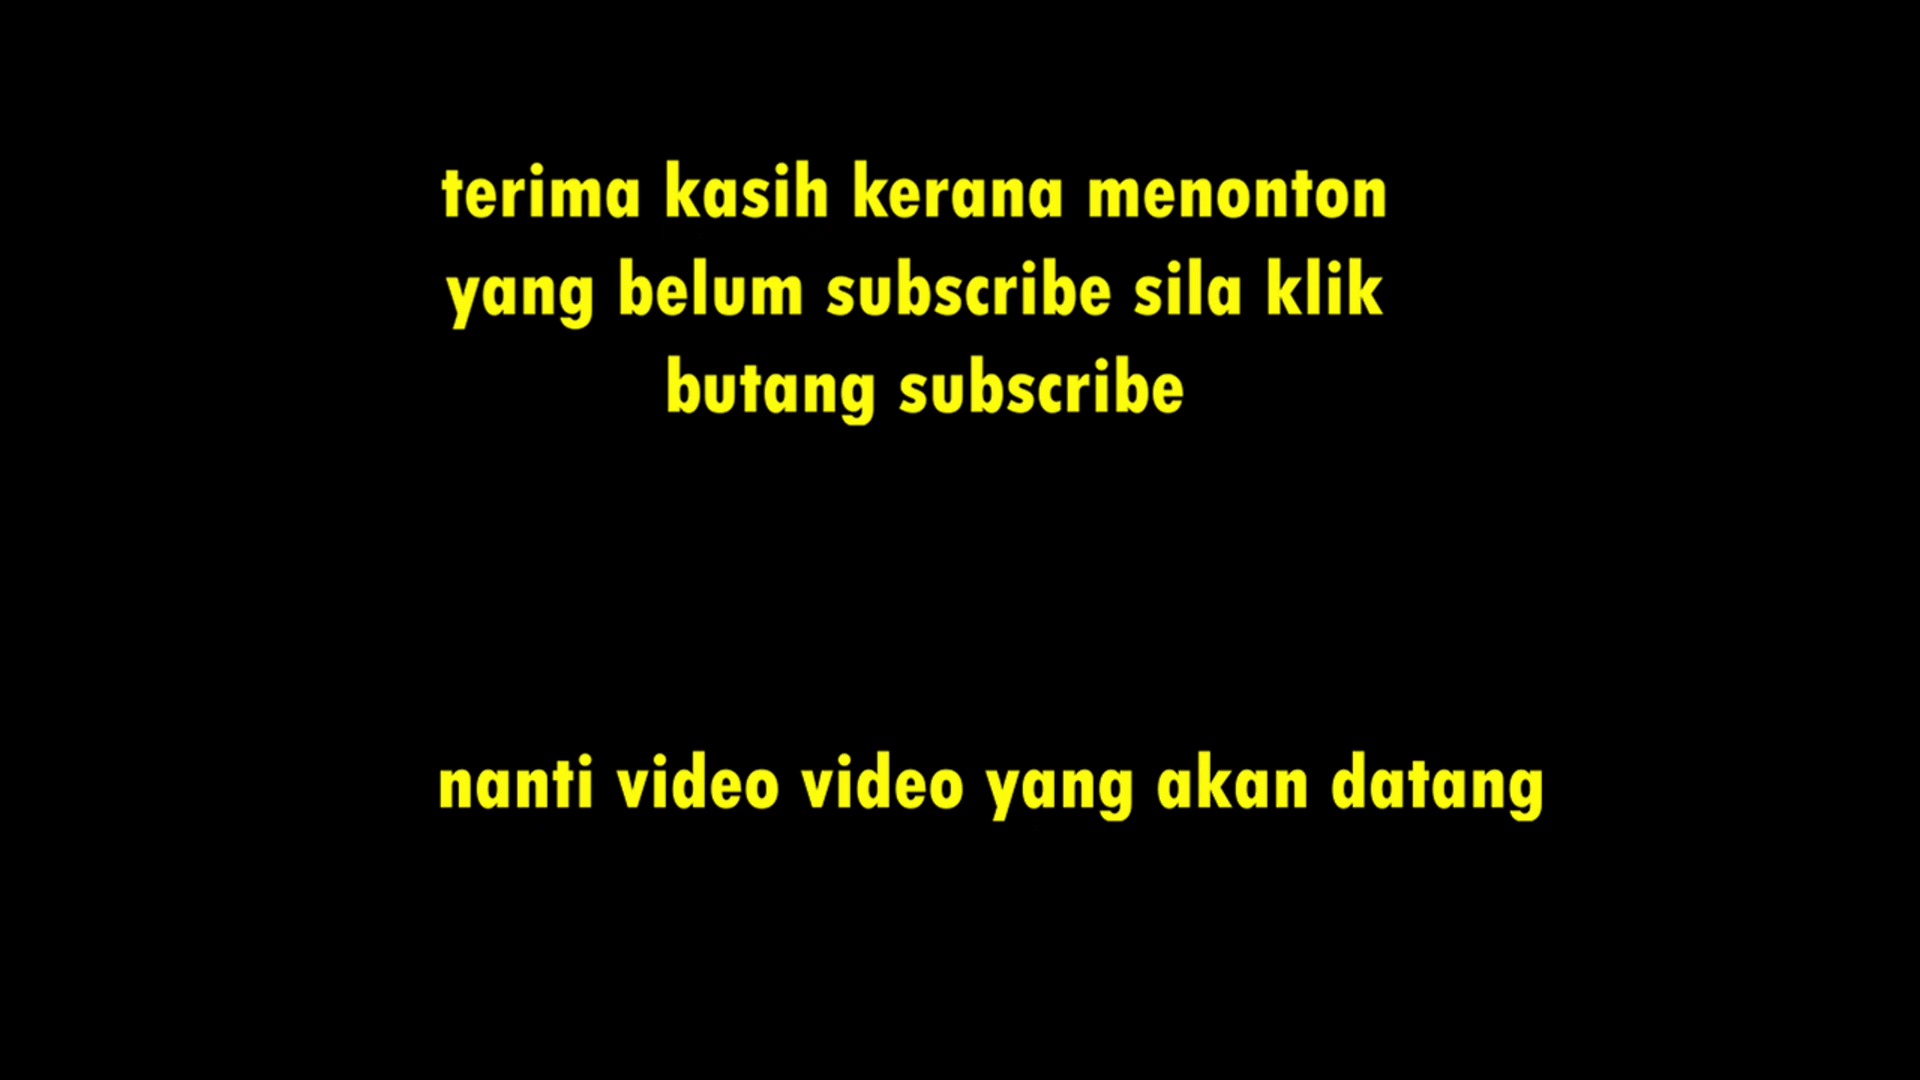 terima kasih kerana menonton
yang belum subscribe sila klik
butang subscribe
nanti video video yang akan datang